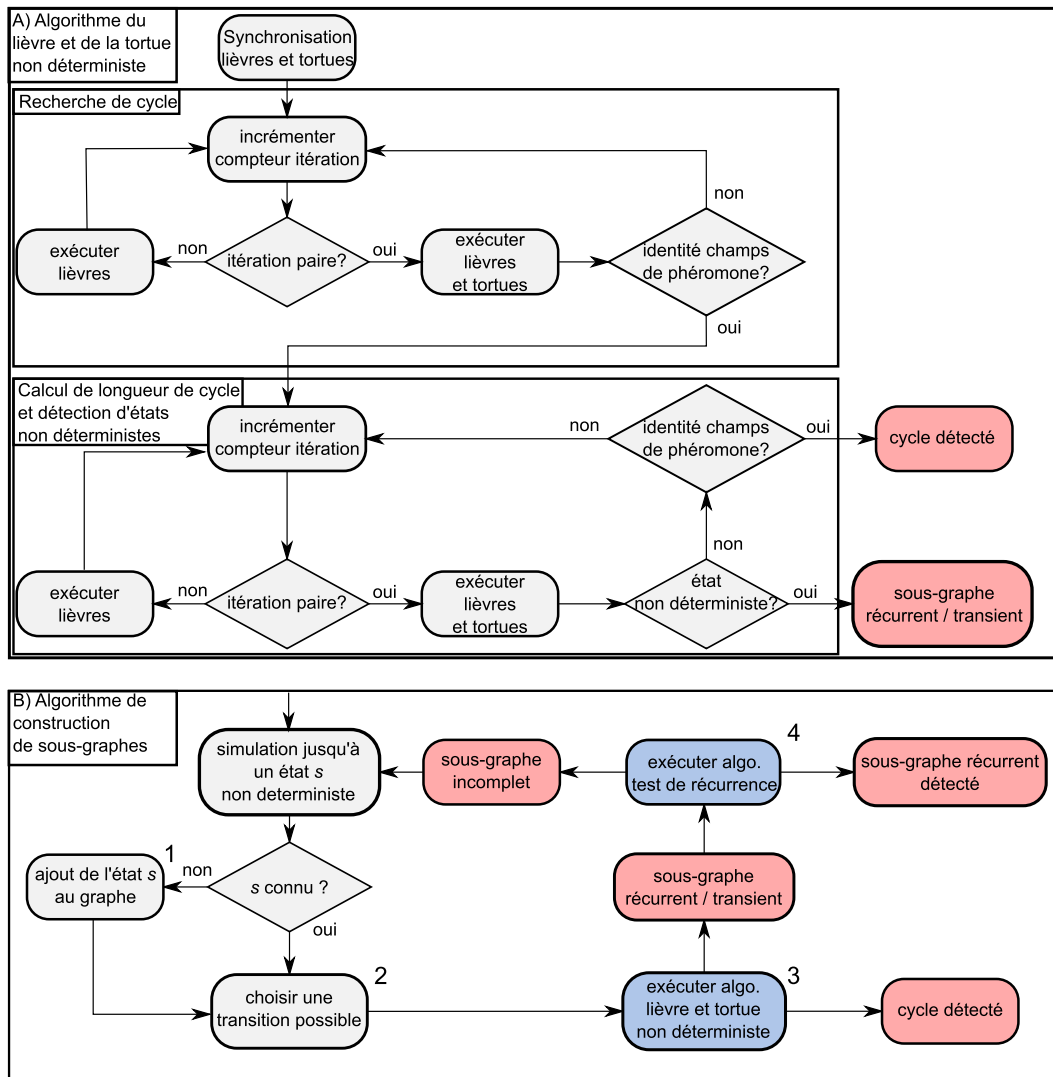 A) Algorithme du
lièvre et de la tortue
non déterministe
Synchronisation
lièvres et tortues
Recherche de cycle
incrémenter
compteur itération
exécuter
lièvres
non
itération paire?
oui
exécuter
lièvres
et tortues
identité champs
de phéromone?
non
oui
Calcul de longueur de cycle
et détection d'états
non déterministes
incrémenter
compteur itération
non
identité champs
de phéromone?
oui
cycle détecté
exécuter
lièvres
non
itération paire?
oui
exécuter
lièvres
et tortues
non
état
non déterministe?
oui
sous-graphe
récurrent / transient
B) Algorithme de
construction
de sous-graphes
simulation jusqu'à
un état s
non deterministe
sous-graphe
incomplet
exécuter algo.
test de récurrence
4
sous-graphe récurrent
détecté
1
ajout de l'état s
au graphe
non
s connu ?
oui
sous-graphe
récurrent / transient
2
choisir une
transition possible
3
exécuter algo.
lièvre et tortue
non déterministe
cycle détecté